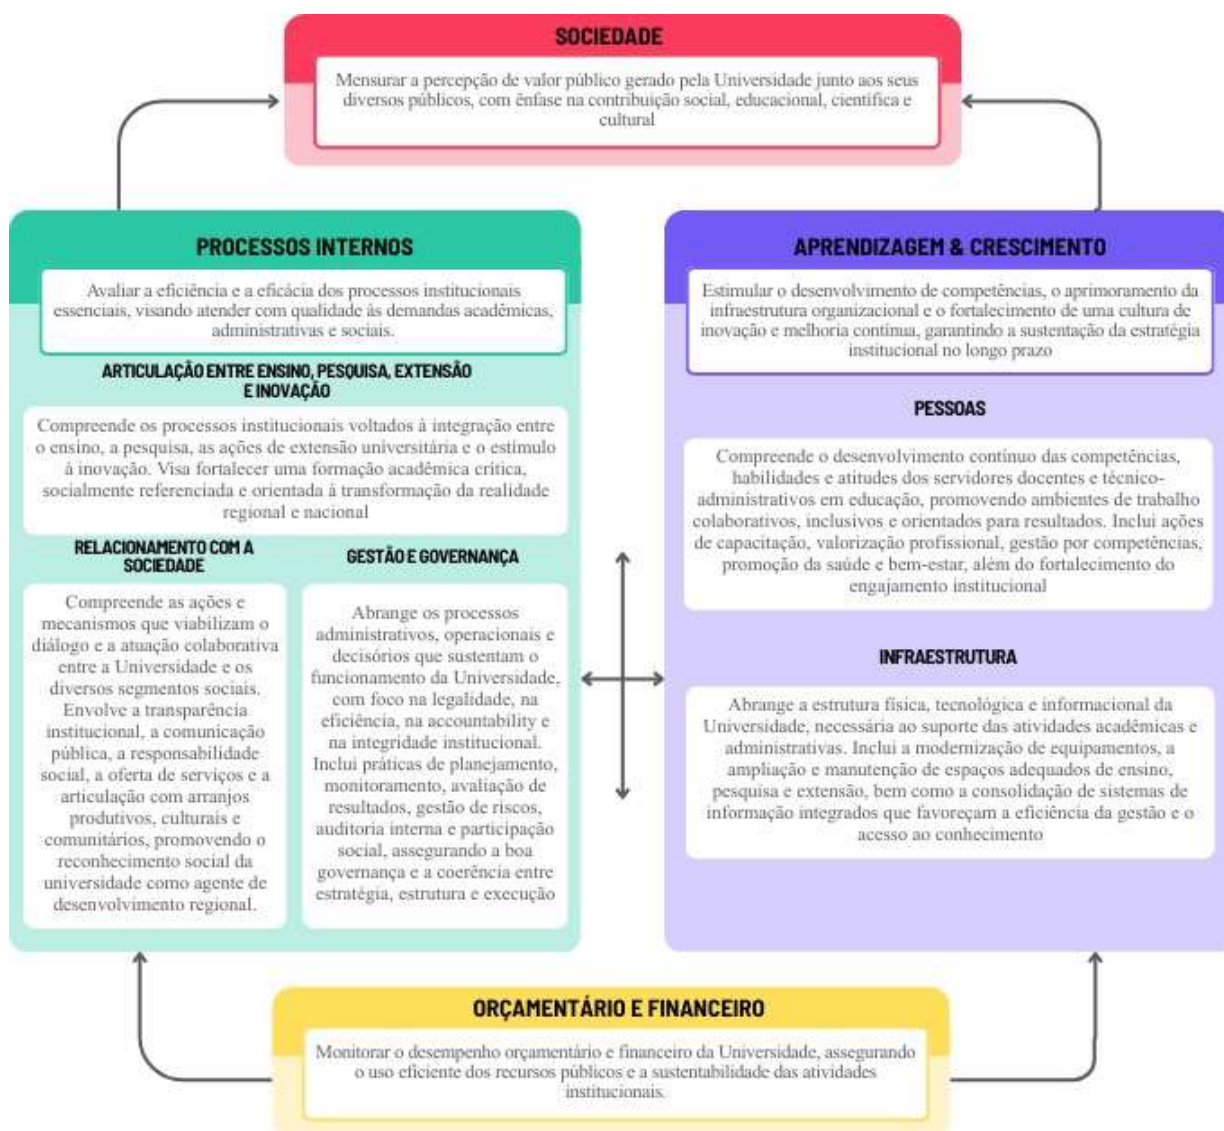 SOCIEDADE
Mensurar a percepção de valor público gerado pela Universidade junto aos seus
diversos públicos, com ênfase na contribuição social, educacional, científica e
cultural
PROCESSOS INTERNOS
Avaliar a eficiência e a eficácia dos processos institucionais
essenciais, visando atender com qualidade às demandas acadêmicas,
administrativas e sociais.
ARTICULAÇÃO ENTRE ENSINO, PESQUISA, EXTENSÃO
E INOVAÇÃO
Compreende os processos institucionais voltados à integração entre
o ensino, a pesquisa, as ações de extensão universitária e o estímulo
à inovação. Visa fortalecer uma formação acadêmica crítica,
socialmente referenciada e orientada à transformação da realidade
regional e nacional
RELACIONAMENTO COM A
SOCIEDADE
Compreende as ações e
mecanismos que viabilizam o
diálogo e a atuação colaborativa
entre a Universidade e os
diversos segmentos sociais.
Envolve a transparência
institucional, a comunicação
pública, a responsabilidade
social, a oferta de serviços e a
articulação com arranjos
produtivos, culturais e
comunitários, promovendo o
reconhecimento social da
universidade como agente de
desenvolvimento regional.
GESTÃO E GOVERNANÇA
Abrange os processos
administrativos, operacionais e
decisórios que sustentam o
funcionamento da Universidade,
com foco na legalidade, na
eficiência, na accountability e
na integridade institucional.
Inclui práticas de planejamento,
monitoramento, avaliação de
resultados, gestão de riscos,
auditoria interna e participação
social, assegurando a boa
governança e a coerência entre
estratégia, estrutura e execução
APRENDIZAGEM & CRESCIMENTO
Estimular o desenvolvimento de competências, o aprimoramento da
infraestrutura organizacional e o fortalecimento de uma cultura de
inovação e melhoria contínua, garantindo a sustentação da estratégia
institucional no longo prazo
PESSOAS
Compreende o desenvolvimento contínuo das competências,
habilidades e atitudes dos servidores docentes e técnico-
administrativos em educação, promovendo ambientes de trabalho
colaborativos, inclusivos e orientados para resultados. Inclui ações
de capacitação, valorização profissional, gestão por competências,
promoção da saúde e bem-estar, além do fortalecimento do
engajamento institucional
INFRAESTRUTURA
Abrange a estrutura física, tecnológica e informacional da
Universidade, necessária ao suporte das atividades acadêmicas e
administrativas. Inclui a modernização de equipamentos, a
ampliação e manutenção de espaços adequados de ensino,
pesquisa e extensão, bem como a consolidação de sistemas de
informação integrados que favoreçam a eficiência da gestão e o
acesso ao conhecimento
ORÇAMENTÁRIO E FINANCEIRO
Monitorar o desempenho orçamentário e financeiro da Universidade, assegurando
o uso eficiente dos recursos públicos e a sustentabilidade das atividades
institucionais.